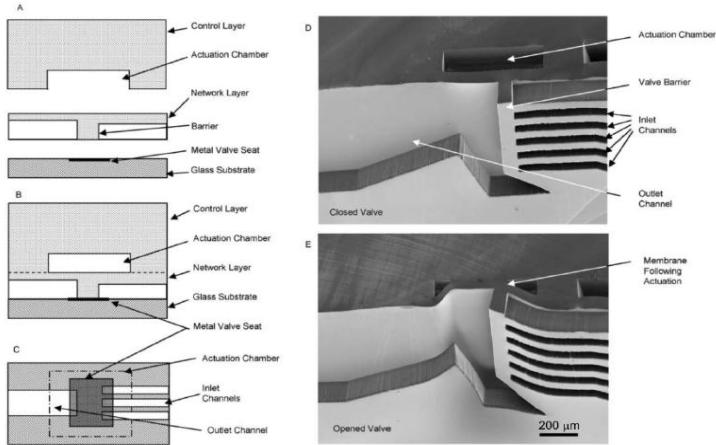 A
Control Layer
Actuation Chamber
Network Layer
Barrier
Metal Valve Seat
Glass Substrate
B
Control Layer
Actuation Chamber
Network Layer
Glass Substrate
Metal Valve Seat
C
Actuation Chamber
Inlet
Channels
Outlet Channel
D
Actuation Chamber
Valve Barrier
Inlet
Channels
Outlet
Channel
Closed Valve
E
Membrane
Following
Actuation
Opened Valve
200 μm